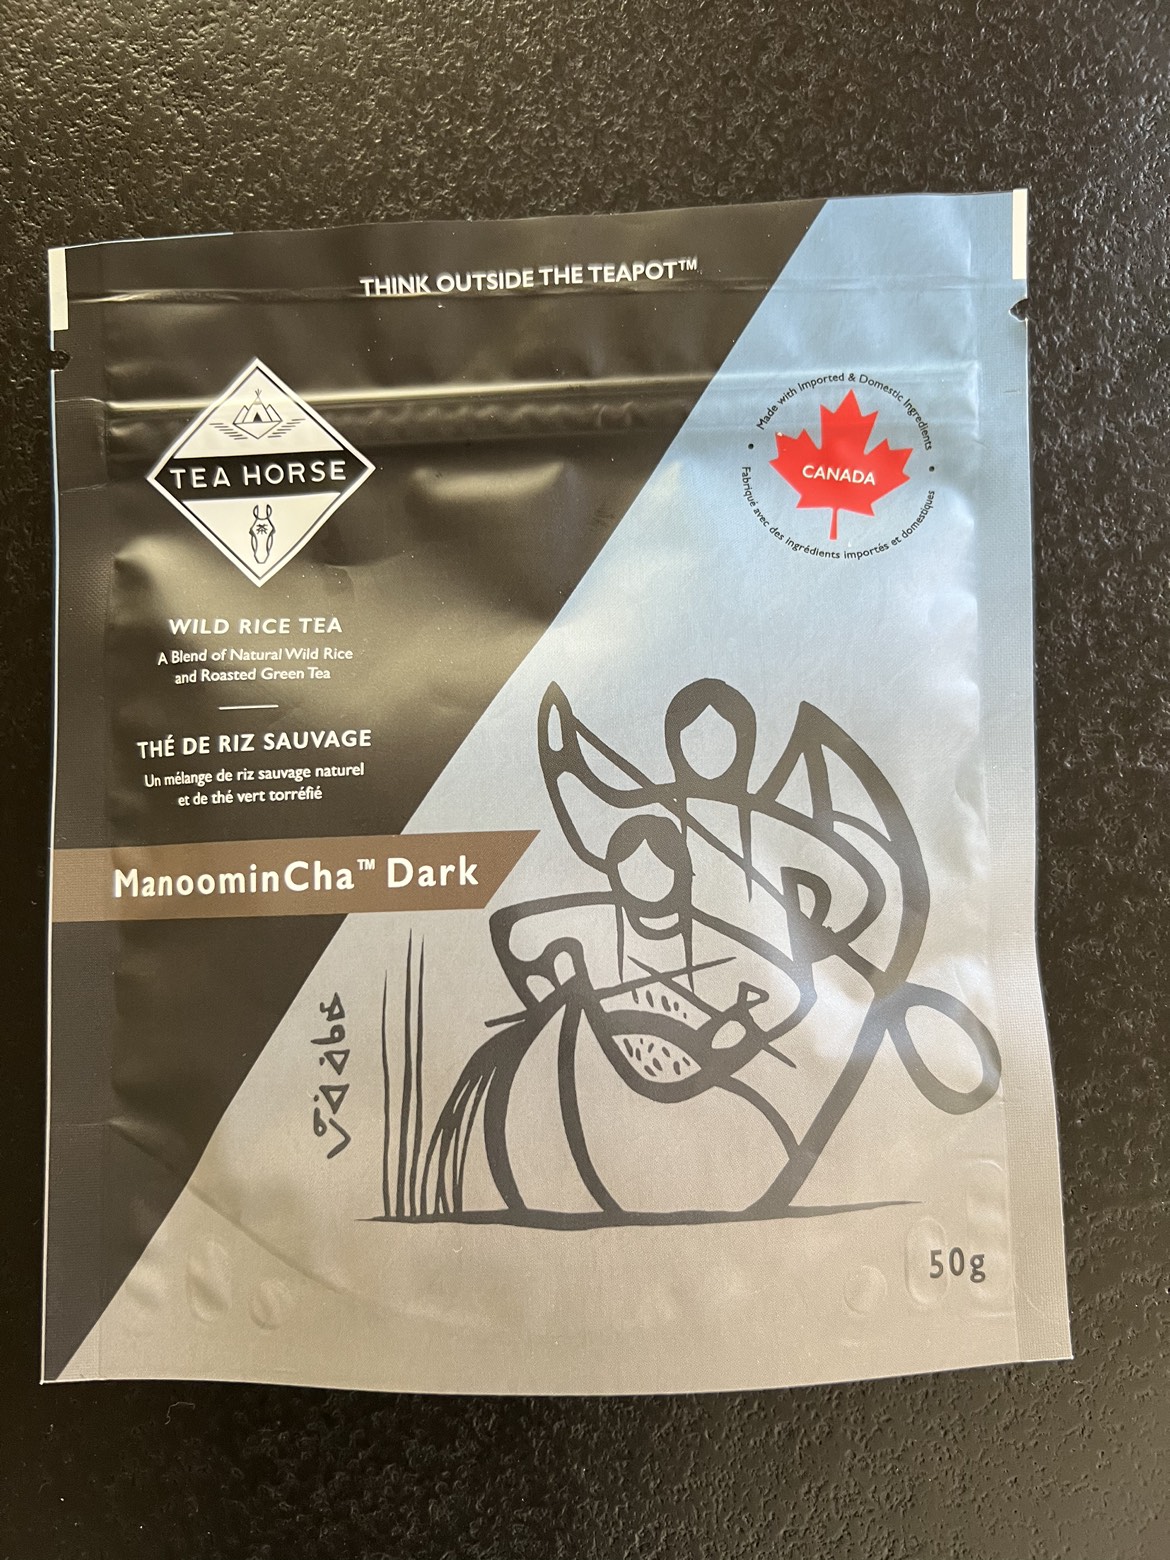 THINK OUTSIDE THE TEAPOT™
TEA HORSE
Made with Imported & Domestic Ingredients
CANADA
Fabriqué avec des ingrédients importés et domestiques
WILD RICE TEA
A Blend of Natural Wild Rice
and Roasted Green Tea
THÉ DE RIZ SAUVAGE
Un mélange de riz sauvage naturel
et de thé vert torréfié
ManoominCha™ Dark
50g